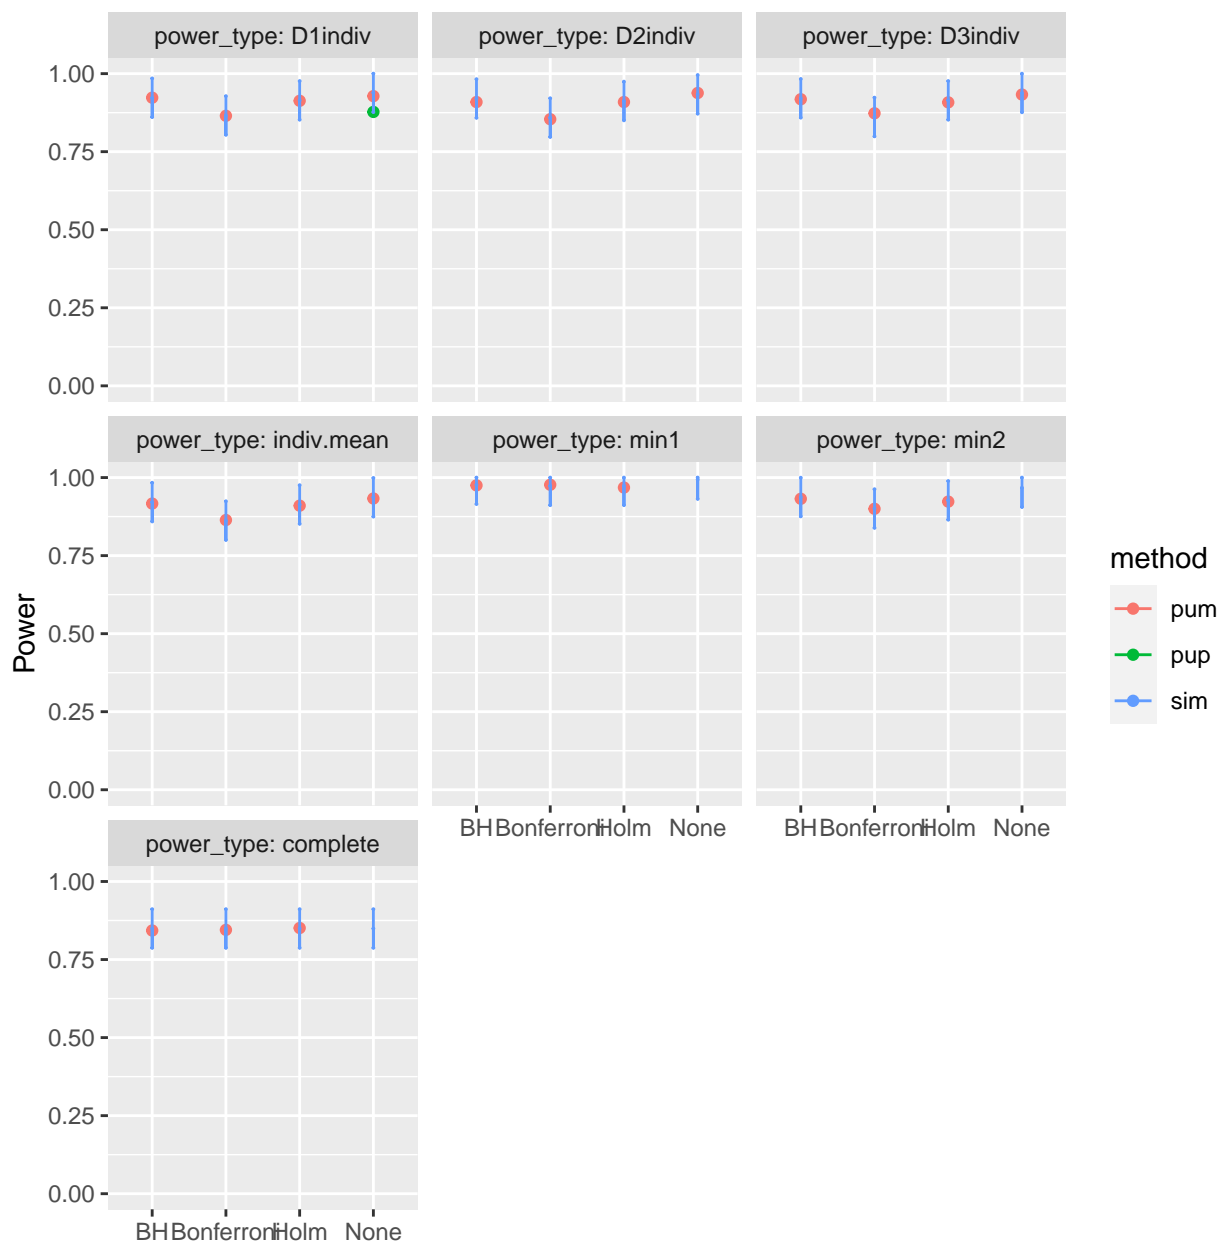 power_type: D1indiv
power_type: D2indiv
power_type: D3indiv
1.00
0.75
0.50
0.25
0.00
power_type: indiv.mean
power_type: min1
power_type: min2
1.00
0.75
0.50
0.25
0.00
Power
method
pum
pup
sim
BH Bonferroni Holm None
BH Bonferroni Holm None
power_type: complete
1.00
0.75
0.50
0.25
0.00
BH Bonferroni Holm None